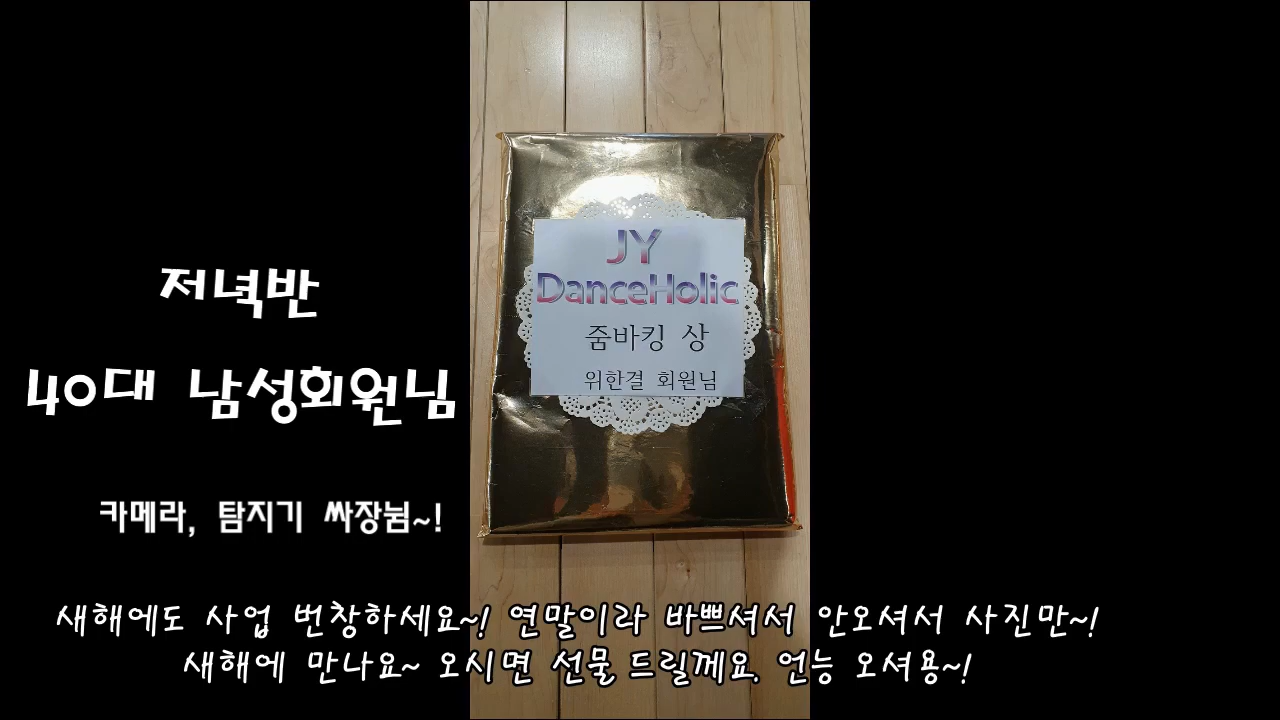 JY
DanceHolic
줌바킹 상
위한결 회원님
저녁반
40대 남성회원님
카메라, 탐지기 싸장뉨~!
새해에도 사업 번창하세요~! 연말이라 바쁘셔서 안오셔서 사진만~!
새해에 만나요~ 오시면 선물 드릴께요. 언능 오셔용~!